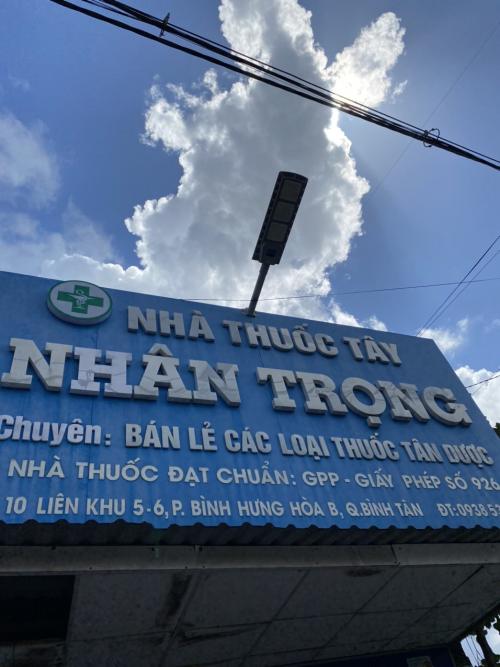 NHÀ THUỐC TÂY
NHÂN TRỌNG
Chuyên: BÁN LẺ CÁC LOẠI THUỐC TÂN DƯỢC
NHÀ THUỐC ĐẠT CHUẨN: GPP - GIẤY PHÉP SỐ 926
10 LIÊN KHU 5-6, P. BÌNH HƯNG HÒA B, Q.BÌNH TÂN ĐT:0938.5